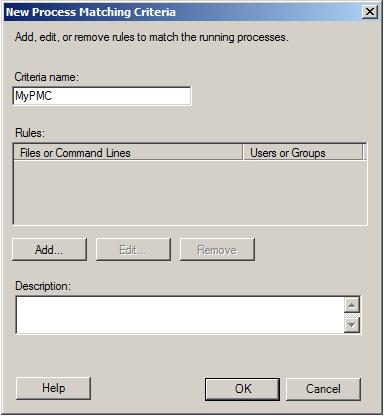 New Process Matching Criteria
Add, edit, or remove rules to match the running processes.
Criteria name:
MyPMC
Rules:
Files or Command Lines Users or Groups
Add... Edit... Remove
Description:
Help OK Cancel